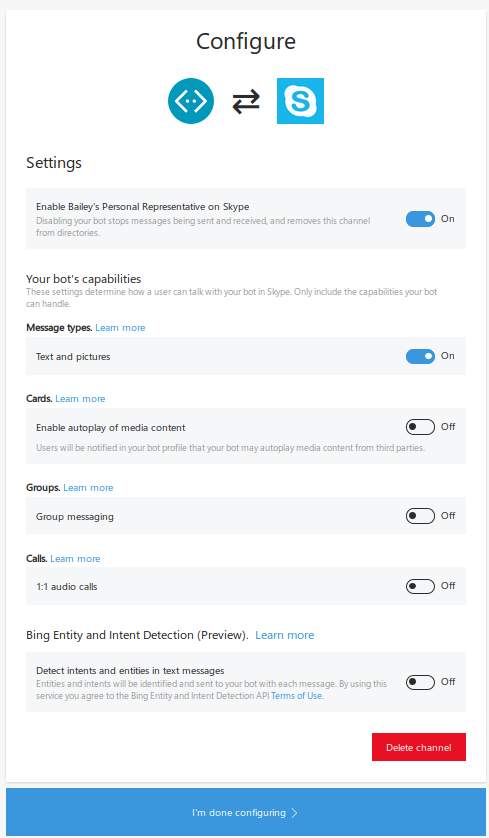 Configure
Settings
Enable Bailey's Personal Representative on Skype
Disabling your bot stops messages being sent and received, and removes this channel
from directories.
On
Your bot's capabilities
These settings determine how a user can talk with your bot in Skype. Only include the capabilities your bot
can handle.
Message types. Learn more
Text and pictures
On
Cards. Learn more
Enable autoplay of media content
Off
Users will be notified in your bot profile that your bot may autoplay media content from third parties.
Groups. Learn more
Group messaging
Off
Calls. Learn more
1:1 audio calls
Off
Bing Entity and Intent Detection (Preview). Learn more
Detect intents and entities in text messages
Entities and intents will be identified and sent to your bot with each message. By using this
service you agree to the Bing Entity and Intent Detection API Terms of Use.
Off
Delete channel
I'm done configuring